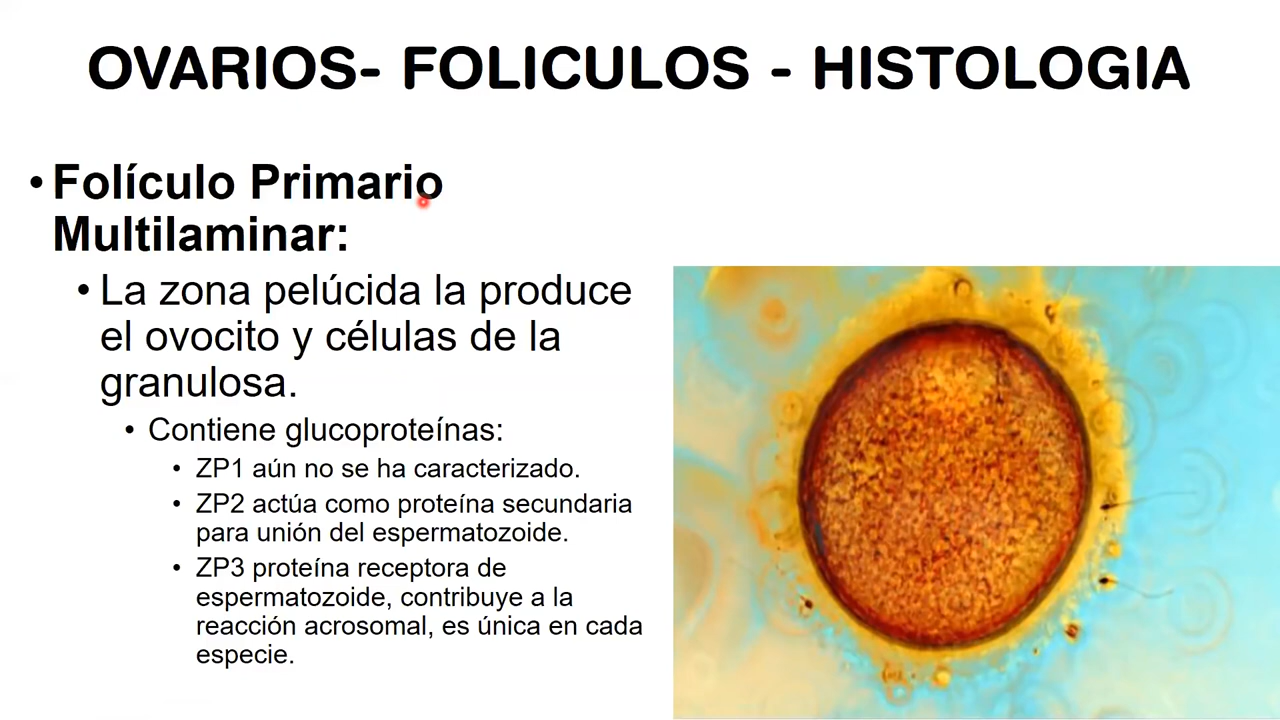 OVARIOS- FOLICULOS - HISTOLOGIA
• Folículo Primario
Multilaminar:
• La zona pelúcida la produce
el ovocito y células de la
granulosa.
• Contiene glucoproteínas:
• ZP1 aún no se ha caracterizado.
• ZP2 actúa como proteína secundaria
para unión del espermatozoide.
• ZP3 proteína receptora de
espermatozoide, contribuye a la
reacción acrosomal, es única en cada
especie.